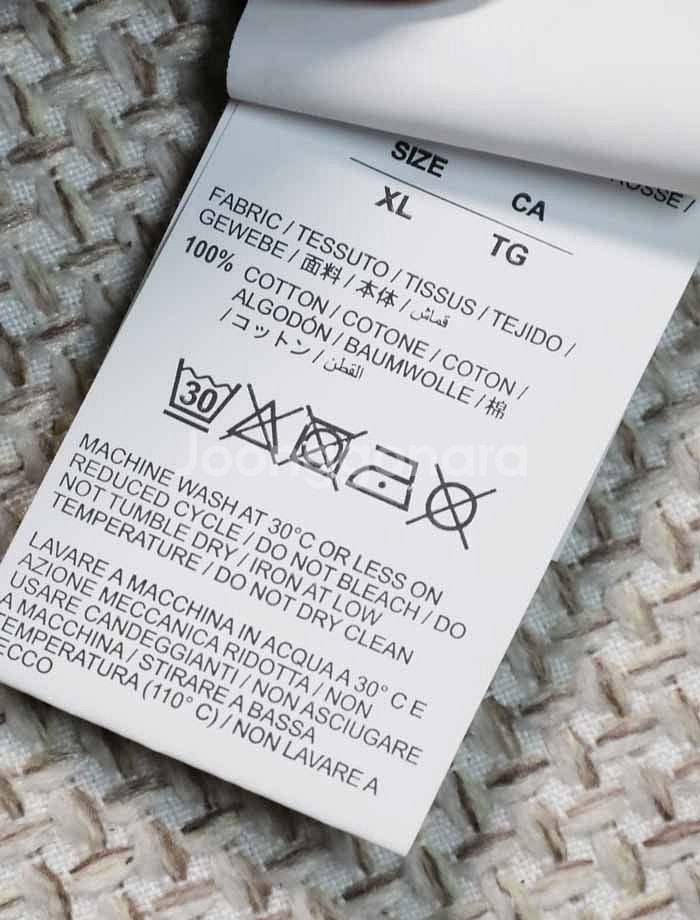 SIZE CA
XL TG
FABRIC / TESSUTO / TISSUS / TEJIDO /
GEWEBE / 面料 / 本体 / قماش
100% COTTON / COTONE / COTON /
ALGODÓN / BAUMWOLLE / 棉
/ コットン / القطن
30
Joonggonara
MACHINE WASH AT 30°C OR LESS ON
REDUCED CYCLE / DO NOT BLEACH / DO
NOT TUMBLE DRY / IRON AT LOW
TEMPERATURE / DO NOT DRY CLEAN
LAVARE A MACCHINA IN ACQUA A 30° C E
AZIONE MECCANICA RIDOTTA / NON
USARE CANDEGGIANTI / NON ASCIUGARE
A MACCHINA / STIRARE A BASSA
TEMPERATURA (110° C) / NON LAVARE A
ECCO